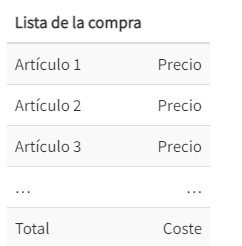 Lista de la compra
Artículo 1 Precio
Artículo 2 Precio
Artículo 3 Precio
... ...
Total Coste